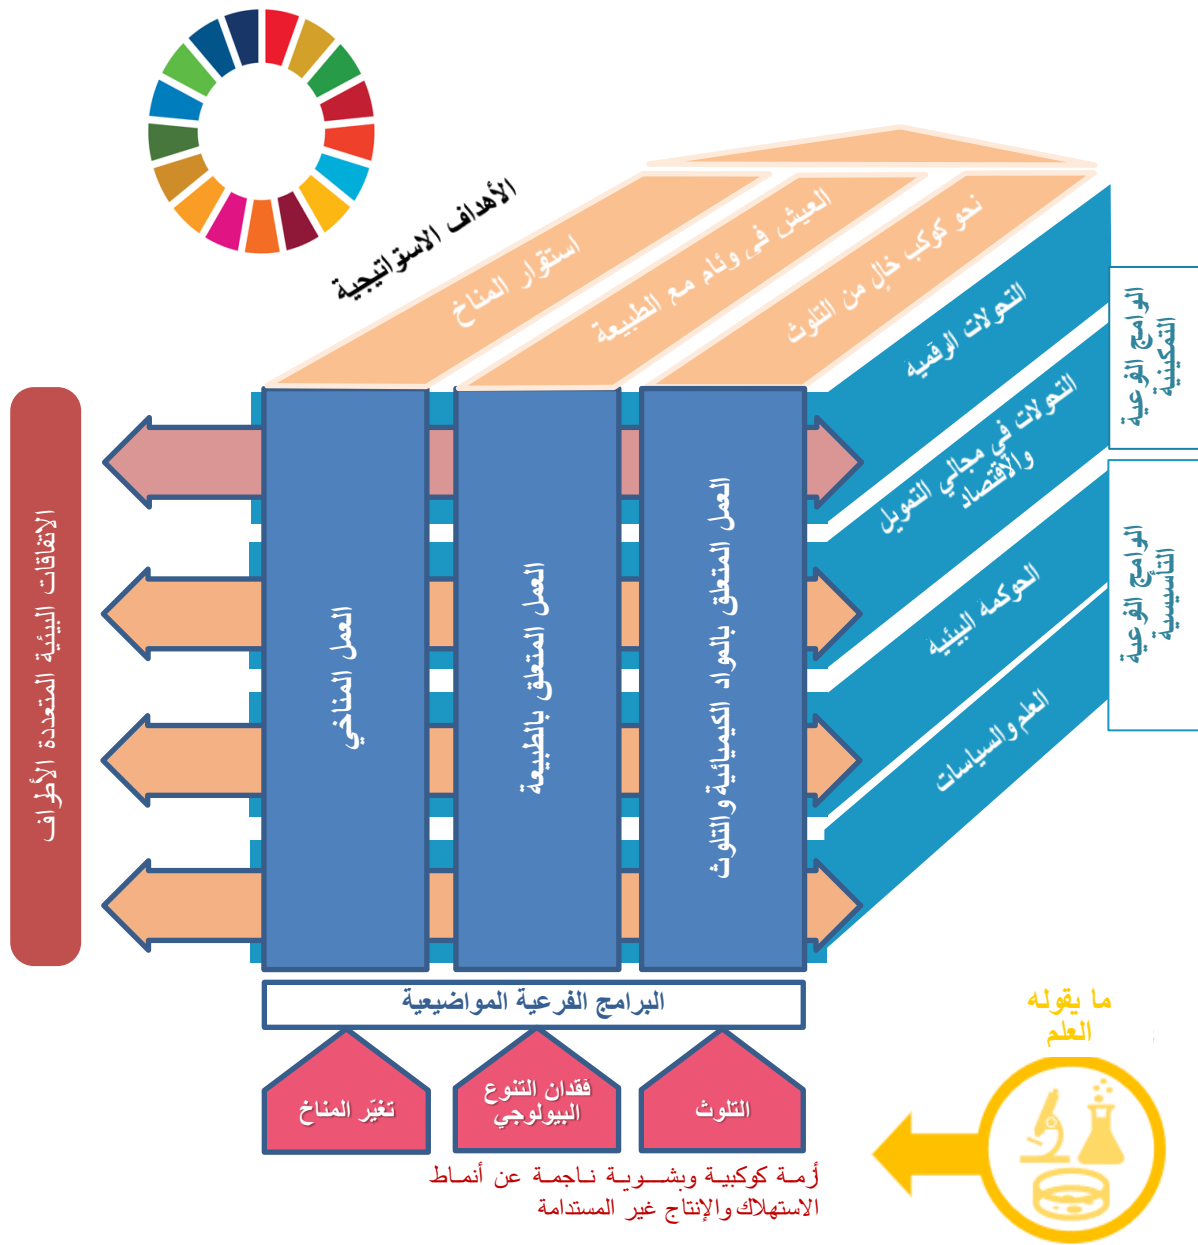 الأهداف الاستراتيجية
استقرار المناخ
العيش في وئام مع الطبيعة
نحو كوكب خالٍ من التلوث
التحولات الرقمية
التحولات في مجالي التمويل
والاقتصاد
الحوكمة البيئية
العلم والسياسات
البرامج الفرعية
التمكينية
البرامج الفرعية
التأسيسية
الاتفاقات البيئية المتعددة الأطراف
العمل المناخي
العمل المتعلق بالطبيعة
العمل المتعلق بالمواد الكيميائية والتلوث
البرامج الفرعية المواضيعية
تغيّر المناخ
فقدان التنوع
البيولوجي
التلوث
أزمة كوكبية وبشرية ناجمة عن أنماط
الاستهلاك والإنتاج غير المستدامة
ما يقوله
العلم